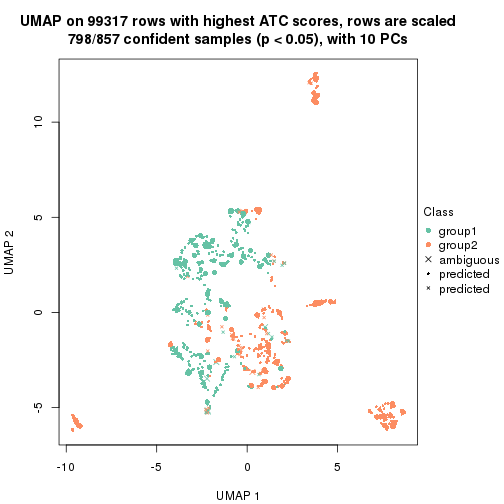 UMAP on 99317 rows with highest ATC scores, rows are scaled
798/857 confident samples (p < 0.05), with 10 PCs
10
5
0
-5
UMAP 2
-10
-5
0
5
UMAP 1
Class
group1
group2
ambiguous
predicted
predicted